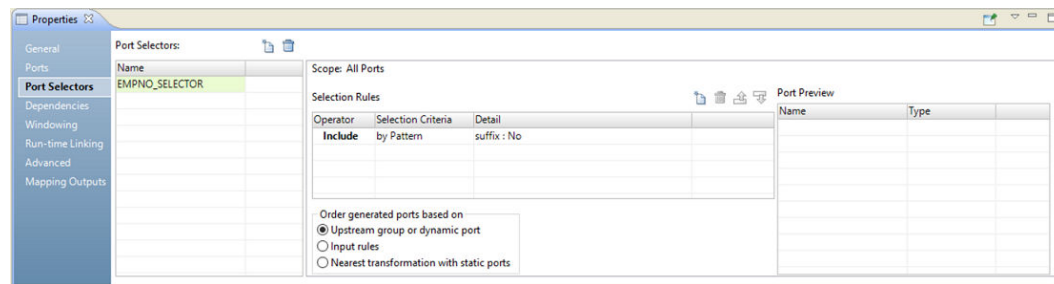 Properties
General
Ports
Port Selectors
Dependencies
Windowing
Run-time Linking
Advanced
Mapping Outputs
Port Selectors:
Name
EMPNO_SELECTOR
Scope: All Ports
Selection Rules
Operator Selection Criteria Detail
Include by Pattern suffix : No
Order generated ports based on
Upstream group or dynamic port
Input rules
Nearest transformation with static ports
Port Preview
Name Type